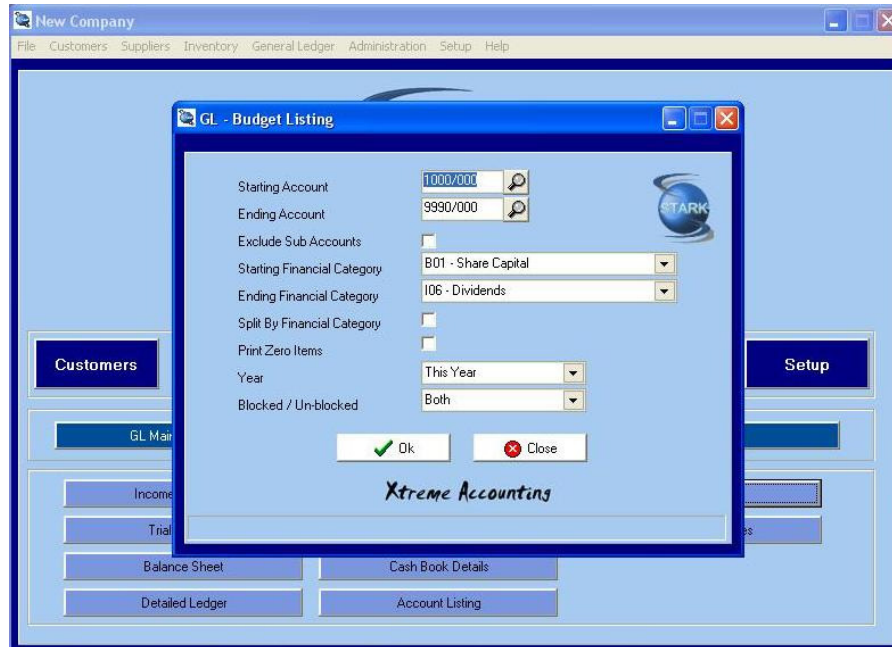 New Company
File Customers Suppliers Inventory General Ledger Administration Setup Help
GL - Budget Listing
Starting Account 1000/000
Ending Account 9990/000
STARK
Exclude Sub Accounts
Starting Financial Category B01 - Share Capital
Ending Financial Category I06 - Dividends
Split By Financial Category
Print Zero Items
Year This Year
Blocked / Un-blocked Both
Ok Close
Xtreme Accounting
Customers Setup
GL Mai
Income
Trial es
Balance Sheet Cash Book Details
Detailed Ledger Account Listing